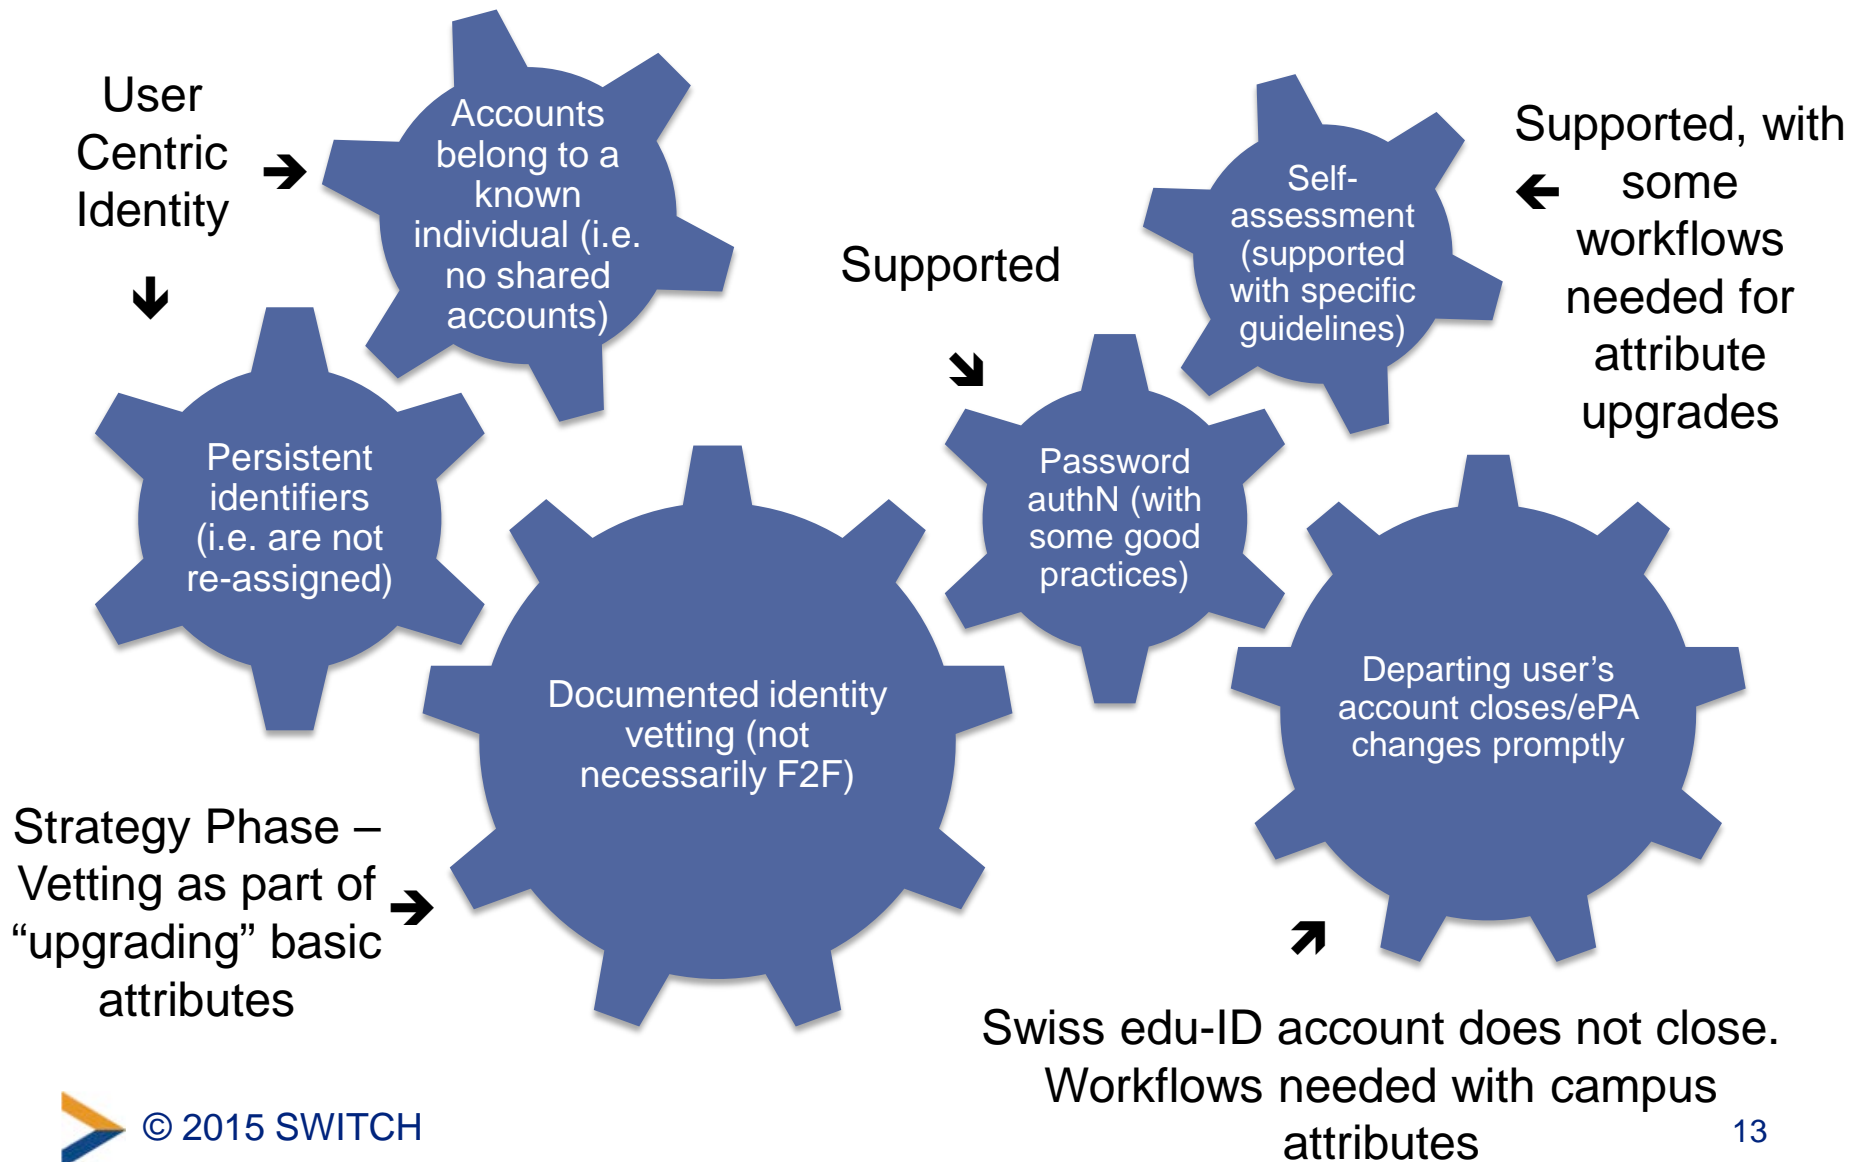 User
Centric
Identity
Accounts
belong to a
known
individual (i.e.
no shared
accounts)
Self-
assessment
(supported
with specific
guidelines)
Supported, with
some
workflows
needed for
attribute
upgrades
Supported
Persistent
identifiers
(i.e. are not
re-assigned)
Password
authN (with
some good
practices)
Documented identity
vetting (not
necessarily F2F)
Departing user’s
account closes/ePA
changes promptly
Strategy Phase –
Vetting as part of
“upgrading” basic
attributes
Swiss edu-ID account does not close.
Workflows needed with campus
attributes
© 2015 SWITCH
13